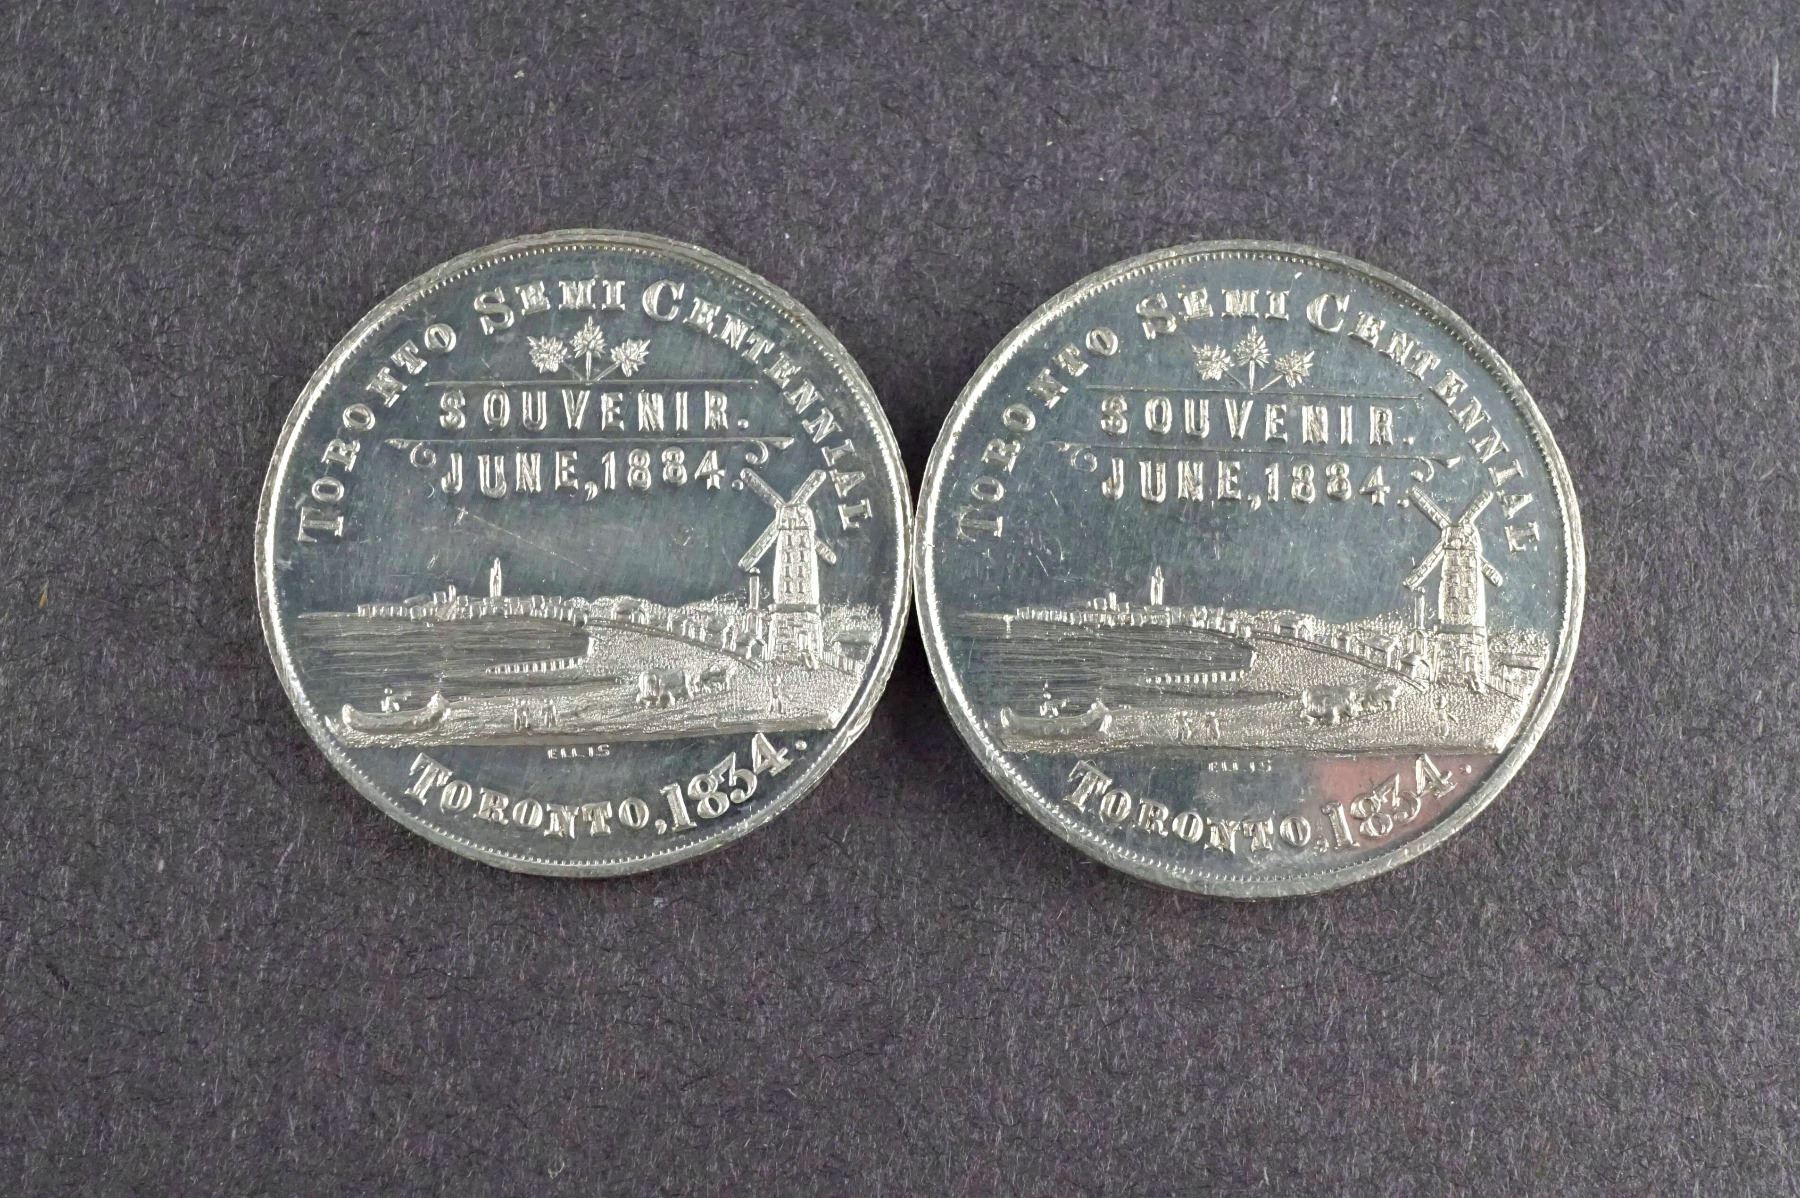 TORONTO SEMI CENTENNIAL
SOUVENIR.
JUNE, 1884.
ELLIS
TORONTO, 1834.
TORONTO SEMI CENTENNIAL
SOUVENIR.
JUNE, 1884.
ELLIS
TORONTO, 1834.